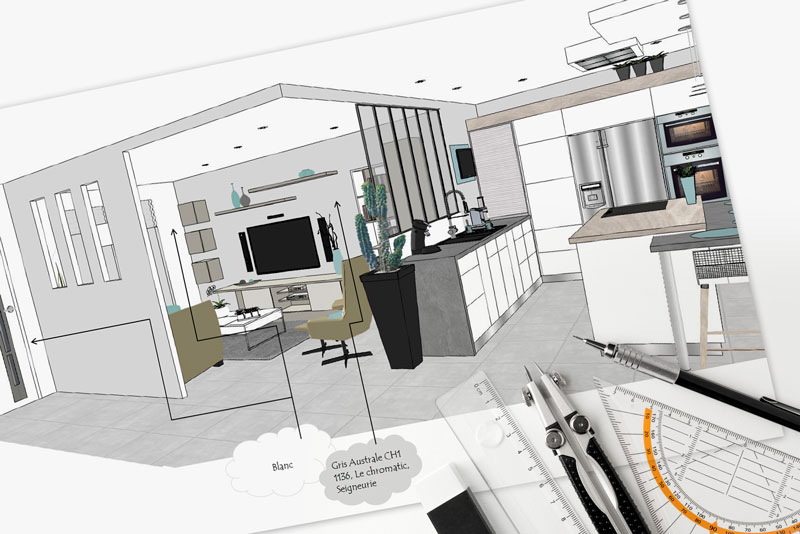 Blanc
Gris Australe CH1
1136, Le chromatic,
Seigneurie